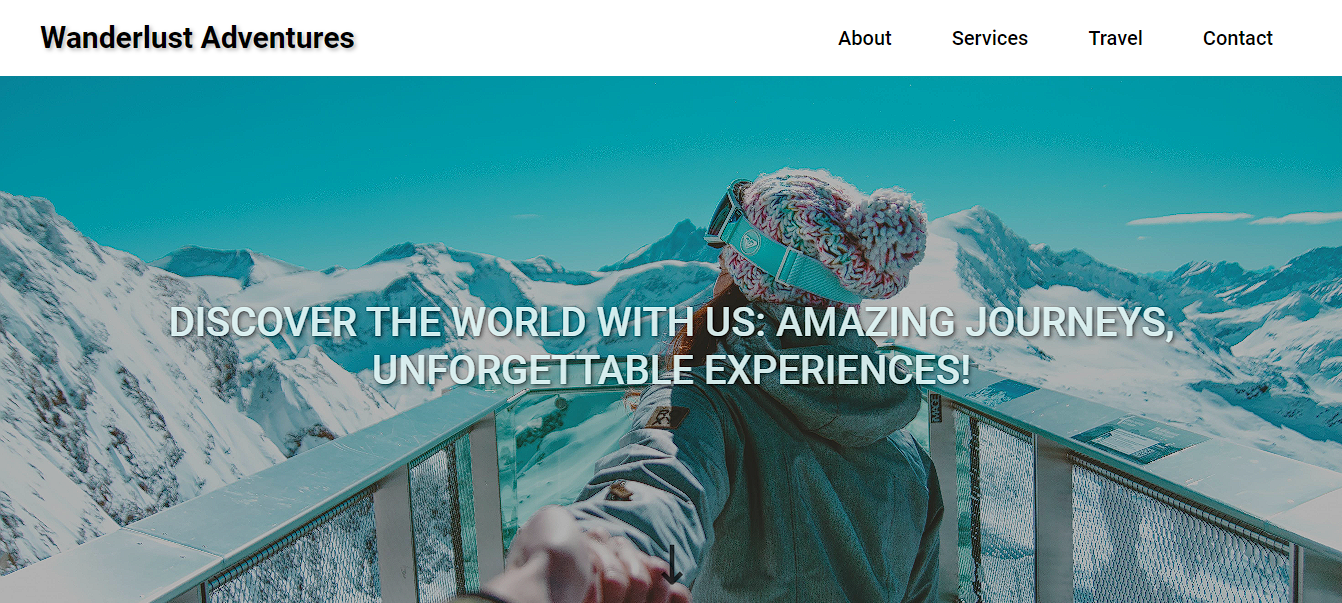 Wanderlust Adventures
About Services Travel Contact
DISCOVER THE WORLD WITH US: AMAZING JOURNEYS,
UNFORGETTABLE EXPERIENCES!